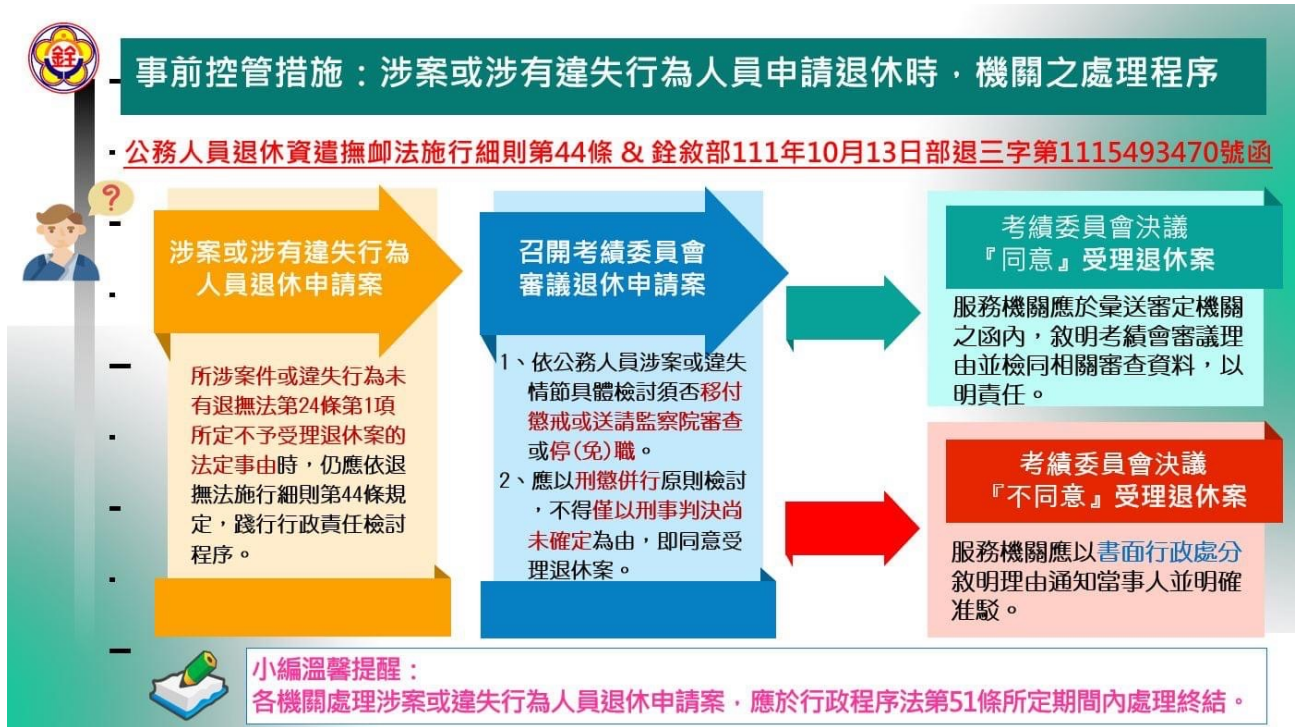 銓
事前控管措施：涉案或涉有違失行為人員申請退休時，機關之處理程序
公務人員退休資遣撫卹法施行細則第44條 & 銓敘部111年10月13日部退三字第1115493470號函
?
涉案或涉有違失行為
人員退休申請案
所涉案件或違失行為未
有退撫法第24條第1項
所定不予受理退休案的
法定事由時，仍應依退
撫法施行細則第44條規
定，踐行行政責任檢討
程序。
召開考績委員會
審議退休申請案
1、依公務人員涉案或違失
情節具體檢討須否移付
懲戒或送請監察院審查
或停(免)職。
2、應以刑懲併行原則檢討
，不得僅以刑事判決尚
未確定為由，即同意受
理退休案。
考績委員會決議
『同意』受理退休案
服務機關應於彙送審定機關
之函內，敘明考績會審議理
由並檢同相關審查資料，以
明責任。
考績委員會決議
『不同意』受理退休案
服務機關應以書面行政處分
敘明理由通知當事人並明確
准駁。
小編溫馨提醒：
各機關處理涉案或違失行為人員退休申請案，應於行政程序法第51條所定期間內處理終結。